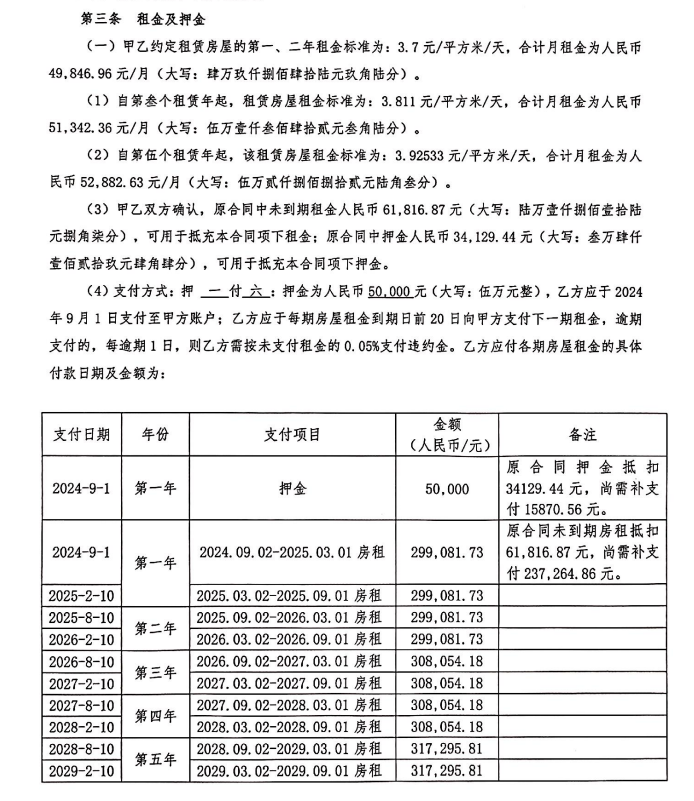 第三条 租金及押金
（一）甲乙约定租赁房屋的第一、二年租金标准为：3.7元/平方米/天，合计月租金为人民币
49,846.96元/月（大写：肆万玖仟捌佰肆拾陆元玖角陆分）。
（1）自第叁个租赁年起，租赁房屋租金标准为：3.811元/平方米/天，合计月租金为人民币
51,342.36元/月（大写：伍万壹仟叁佰肆拾贰元叁角陆分）。
（2）自第伍个租赁年起，该租赁房屋租金标准为：3.92533元/平方米/天，合计月租金为人
民币52,882.63元/月（大写：伍万贰仟捌佰捌拾贰元陆角叁分）。
（3）甲乙双方确认，原合同中未到期租金人民币61,816.87元（大写：陆万壹仟捌佰壹拾陆
元捌角柒分），可用于抵充本合同项下租金；原合同中押金人民币34,129.44元（大写：叁万肆仟
壹佰贰拾玖元肆角肆分），可用于抵充本合同项下押金。
（4）支付方式：押 一 付 六 ；押金为人民币50,000元（大写：伍万元整），乙方应于2024
年9月1日支付至甲方账户；乙方应于每期房屋租金到期日前20日向甲方支付下一期租金，逾期
支付的，每逾期1日，则乙方需按未支付租金的0.05%支付违约金。乙方应付各期房屋租金的具体
付款日期及金额为：
支付日期 年份 支付项目 金额（人民币/元） 备注
2024-9-1 第一年 押金 50,000 原合同押金抵扣
34129.44元，尚需补支
付15870.56元。
2024-9-1 第一年 2024.09.02-2025.03.01房租 299,081.73 原合同未到期房租抵扣
61,816.87元，尚需补支
付237,264.86元。
2025-2-10 2025.03.02-2025.09.01房租 299,081.73
2025-8-10 第二年 2025.09.02-2026.03.01房租 299,081.73
2026-2-10 2026.03.02-2026.09.01房租 299,081.73
2026-8-10 第三年 2026.09.02-2027.03.01房租 308,054.18
2027-2-10 2027.03.02-2027.09.01房租 308,054.18
2027-8-10 第四年 2027.09.02-2028.03.01房租 308,054.18
2028-2-10 2028.03.02-2028.09.01房租 308,054.18
2028-8-10 第五年 2028.09.02-2029.03.01房租 317,295.81
2029-2-10 2029.03.02-2029.09.01房租 317,295.81